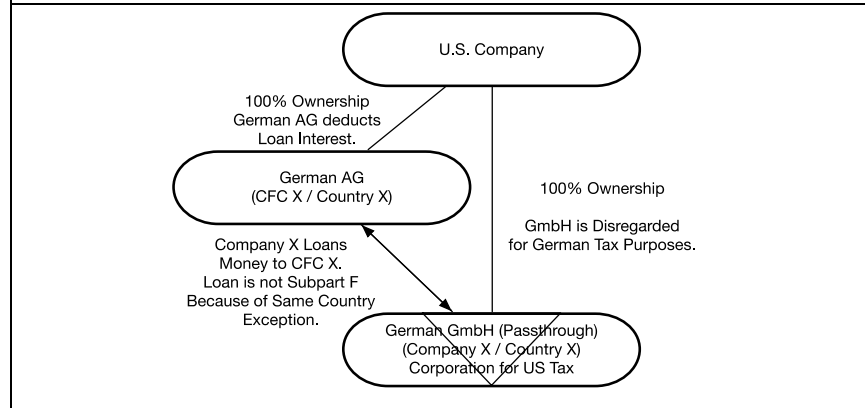 U.S. Company
100% Ownership
German AG deducts
Loan Interest.
German AG
(CFC X / Country X)
100% Ownership
GmbH is Disregarded
for German Tax Purposes.
Company X Loans
Money to CFC X.
Loan is not Subpart F
Because of Same Country
Exception.
German GmbH (Passthrough)
(Company X / Country X)
Corporation for US Tax